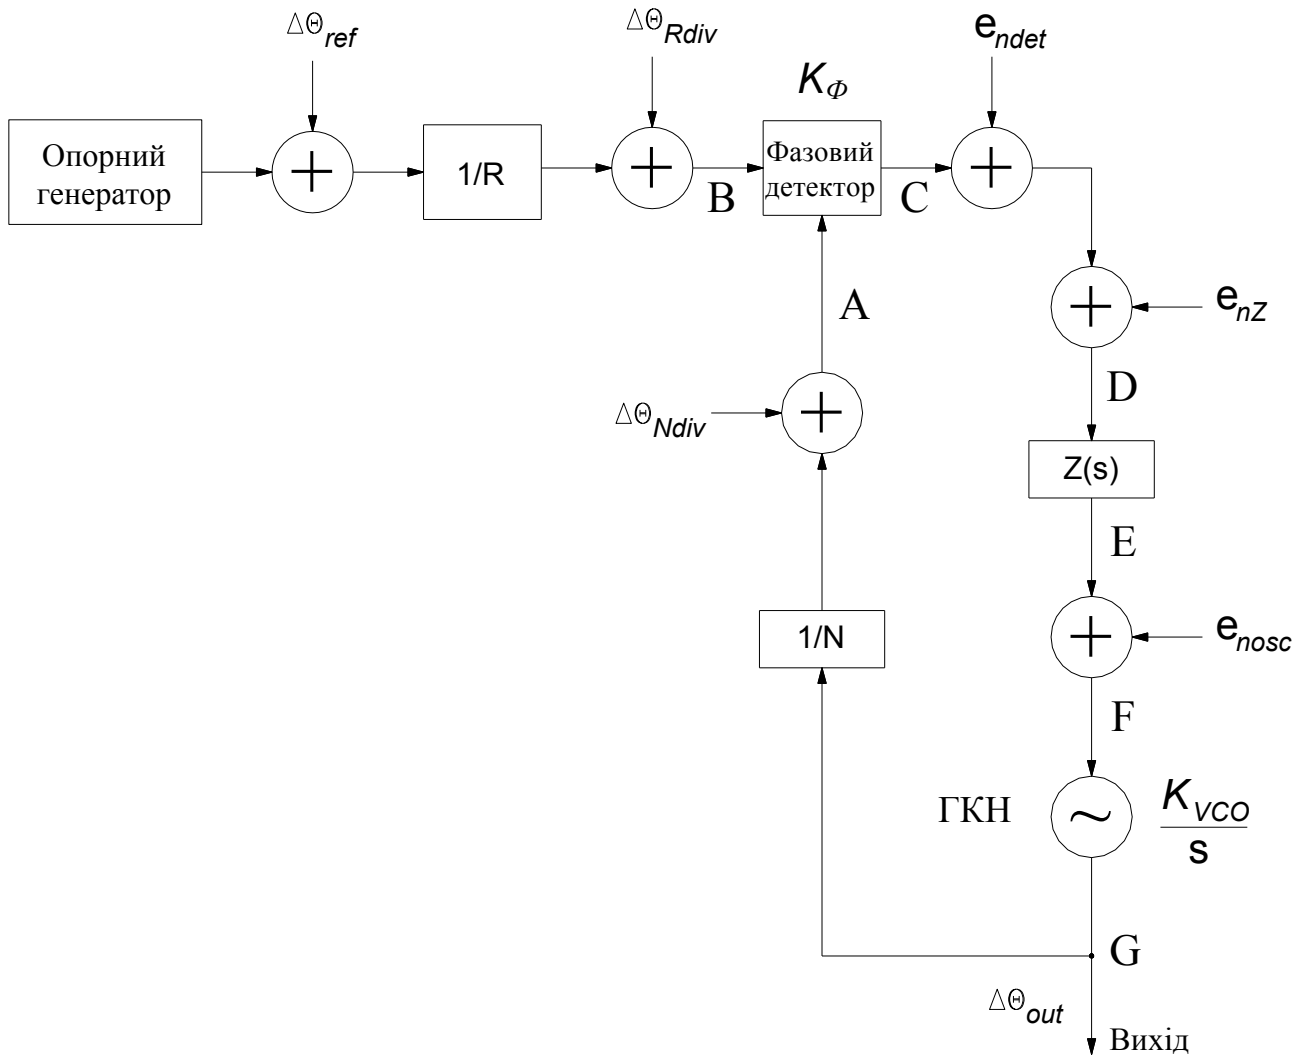 ΔΘref
ΔΘRdiv
endet
KΦ
Опорний
генератор
+
1/R
+
B
Фазовий
детектор
C
+
A
+
enZ
D
ΔΘNdiv
+
Z(s)
E
1/N
+
enosc
F
ГКН
~
KVCO
s
G
ΔΘout
Вихід